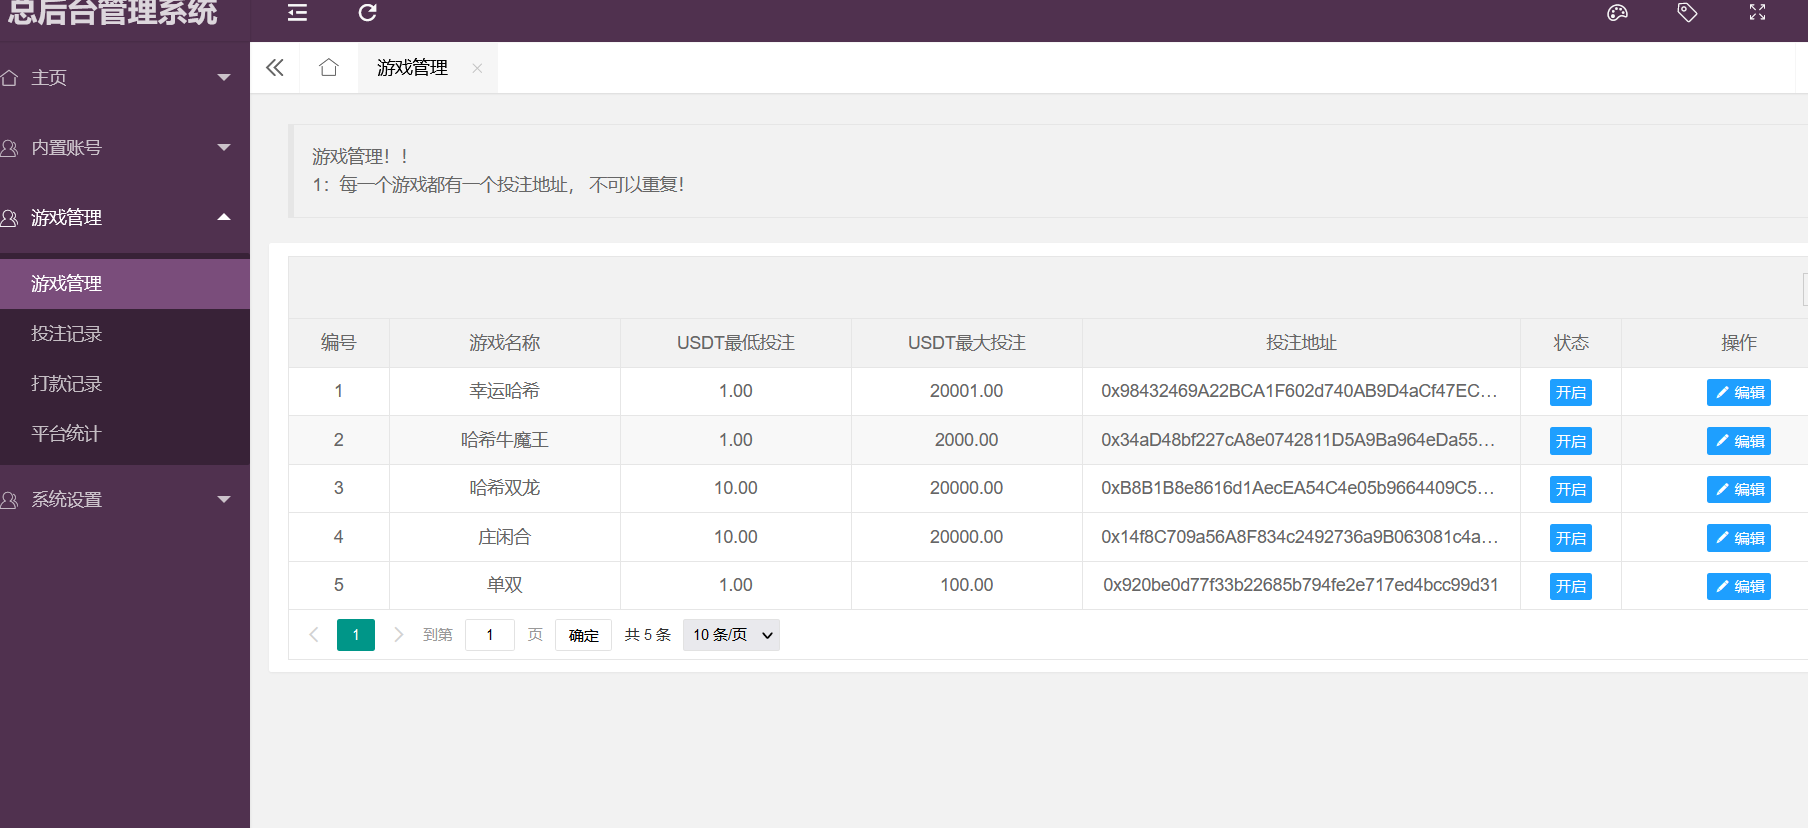 总后台管理系统
游戏管理
主页
内置账号
游戏管理
游戏管理
投注记录
打款记录
平台统计
系统设置
游戏管理！！
1：每一个游戏都有一个投注地址， 不可以重复！
编号 游戏名称 USDT最低投注 USDT最大投注 投注地址 状态 操作
1 幸运哈希 1.00 20001.00 0x98432469A22BCA1F602d740AB9D4aCf47EC... 开启 编辑
2 哈希牛魔王 1.00 2000.00 0x34aD48bf227cA8e0742811D5A9Ba964eDa55... 开启 编辑
3 哈希双龙 10.00 20000.00 0xB8B1B8e8616d1AecEA54C4e05b9664409C5... 开启 编辑
4 庄闲合 10.00 20000.00 0x14f8C709a56A8F834c2492736a9B063081c4a... 开启 编辑
5 单双 1.00 100.00 0x920be0d77f33b22685b794fe2e717ed4bcc99d31 开启 编辑
1 到第 1 页 确定 共 5 条 10 条/页